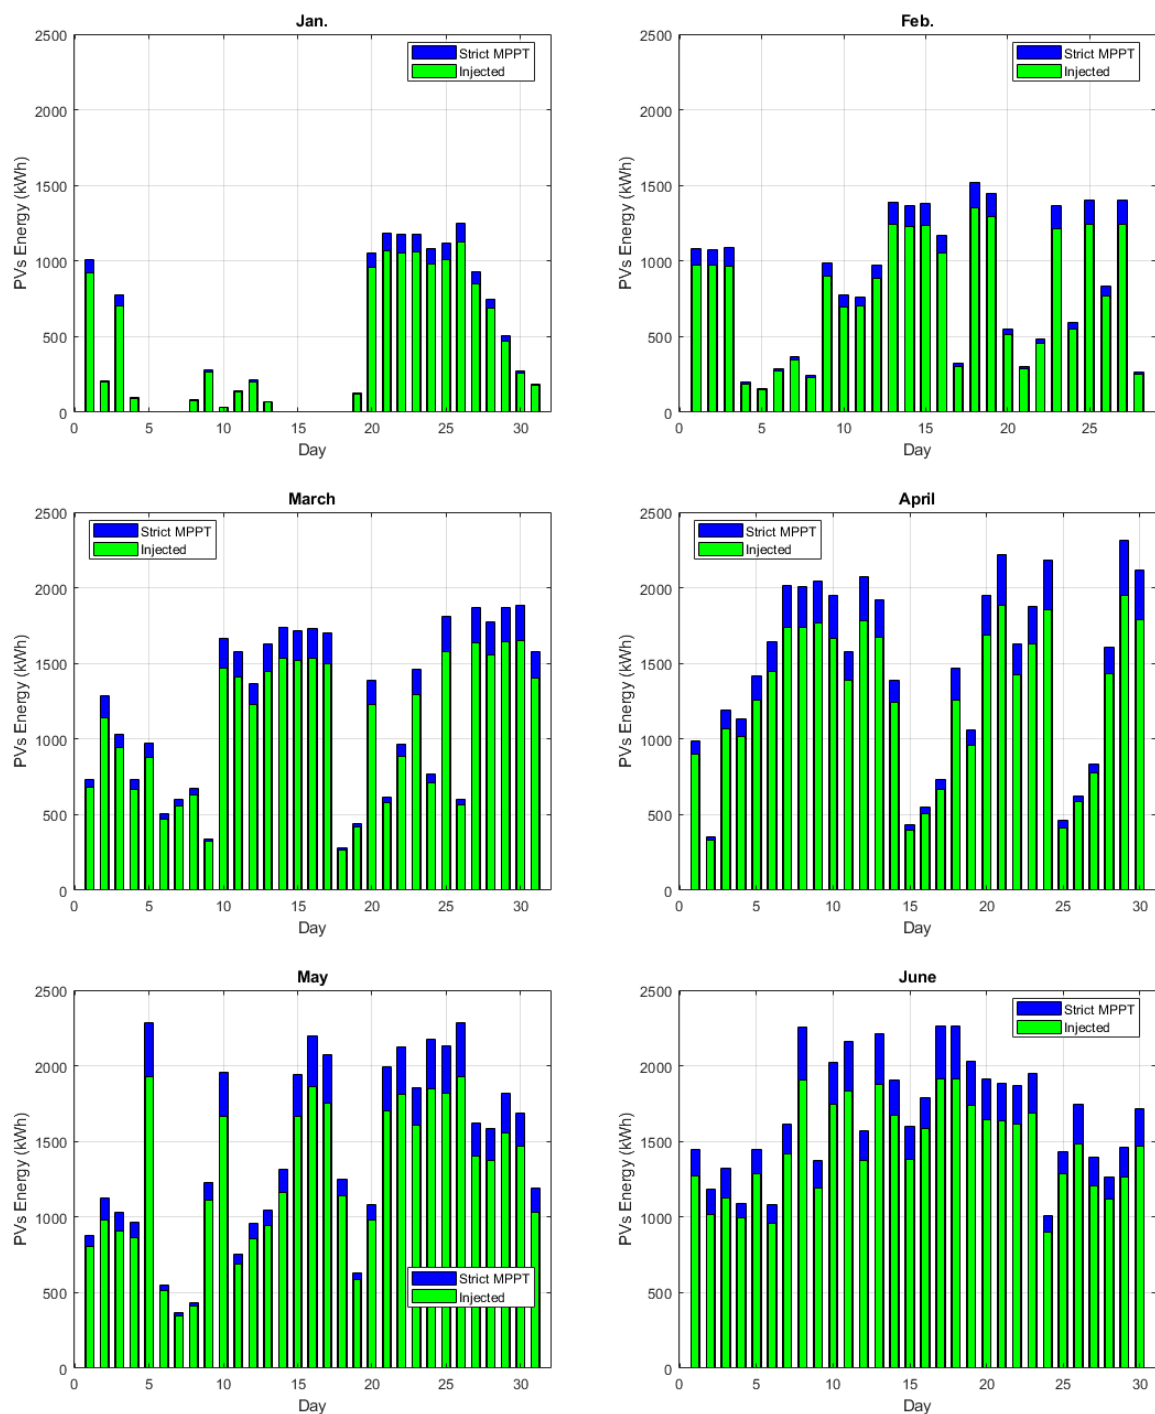 Jan.
2500
2000
1500
1000
500
0
PVs Energy (kWh)
Strict MPPT
Injected
0 5 10 15 20 25 30
Day
Feb.
2500
2000
1500
1000
500
0
PVs Energy (kWh)
Strict MPPT
Injected
0 5 10 15 20 25
Day
March
2500
2000
1500
1000
500
0
PVs Energy (kWh)
Strict MPPT
Injected
0 5 10 15 20 25 30
Day
April
2500
2000
1500
1000
500
0
PVs Energy (kWh)
Strict MPPT
Injected
0 5 10 15 20 25 30
Day
May
2500
2000
1500
1000
500
0
PVs Energy (kWh)
Strict MPPT
Injected
0 5 10 15 20 25 30
Day
June
2500
2000
1500
1000
500
0
PVs Energy (kWh)
Strict MPPT
Injected
0 5 10 15 20 25 30
Day